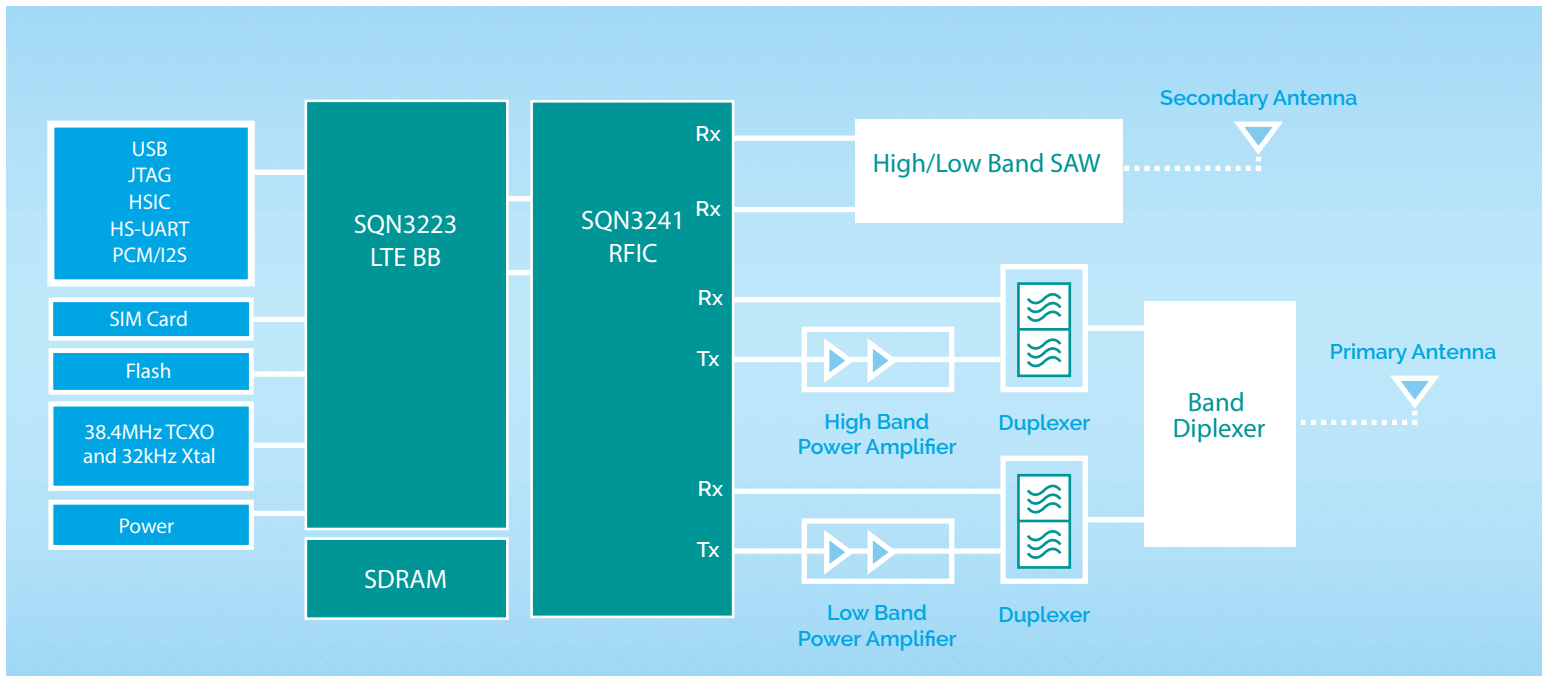 USB
JTAG
HSIC
HS-UART
PCM/I2S
SIM Card
Flash
38.4MHz TCXO
and 32kHz Xtal
Power
SQN3223
LTE BB
SDRAM
SQN3241
RFIC
Rx
Rx
Rx
Tx
Rx
Tx
High/Low Band SAW
Secondary Antenna
High Band
Power Amplifier
Duplexer
Low Band
Power Amplifier
Duplexer
Band
Diplexer
Primary Antenna